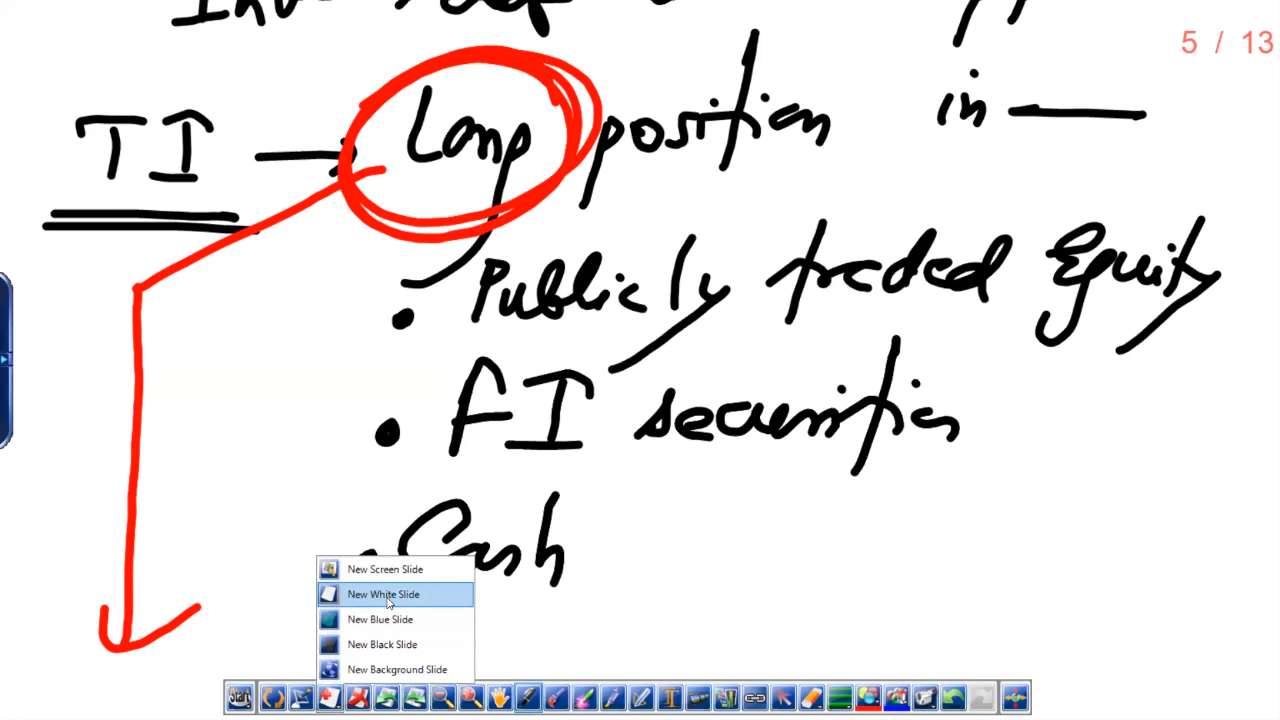 5 / 13
TI → Long position in —
• Publicly traded Equity
• FI securities
• Cash
New Screen Slide
New White Slide
New Blue Slide
New Black Slide
New Background Slide
Start
T